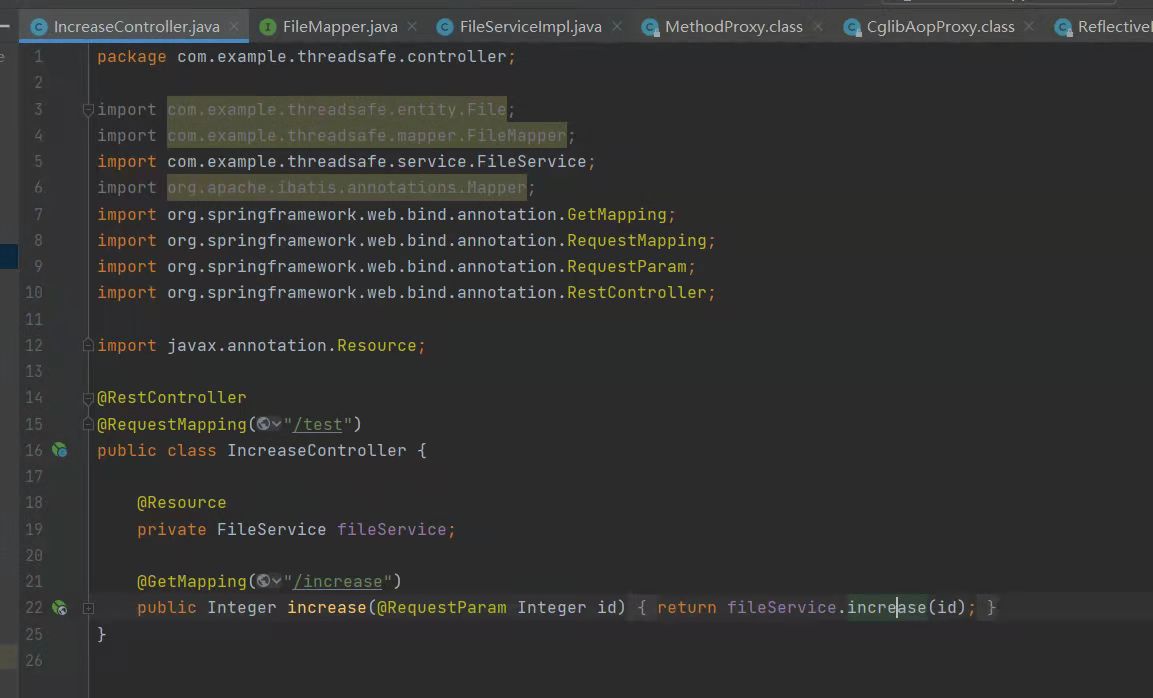 IncreaseController.java FileMapper.java FileServiceImpl.java MethodProxy.class CglibAopProxy.class Reflective
1 package com.example.threadsafe.controller;
2
3 import com.example.threadsafe.entity.File;
4 import com.example.threadsafe.mapper.FileMapper;
5 import com.example.threadsafe.service.FileService;
6 import org.apache.ibatis.annotations.Mapper;
7 import org.springframework.web.bind.annotation.GetMapping;
8 import org.springframework.web.bind.annotation.RequestMapping;
9 import org.springframework.web.bind.annotation.RequestParam;
10 import org.springframework.web.bind.annotation.RestController;
11
12 import javax.annotation.Resource;
13
14 @RestController
15 @RequestMapping("/test")
16 public class IncreaseController {
17
18 @Resource
19 private FileService fileService;
20
21 @GetMapping("/increase")
22 public Integer increase(@RequestParam Integer id) { return fileService.increase(id); }
25 }
26